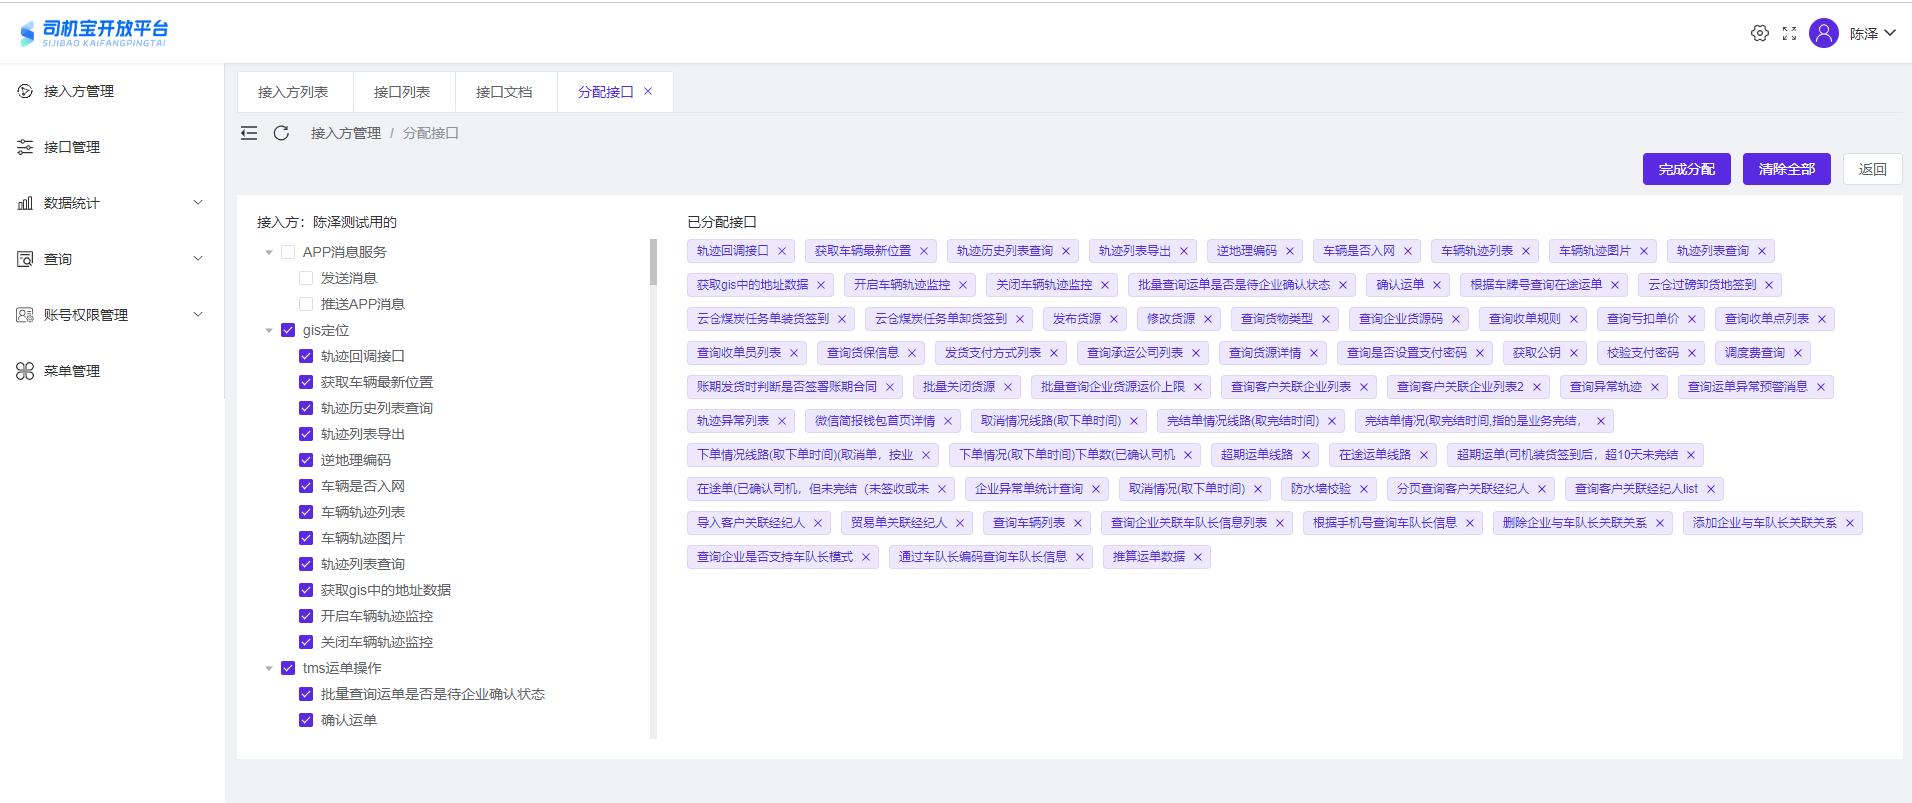 司机宝开放平台
SIJIBAO KAIFANGPINGTAI
陈泽
接入方管理
接口管理
数据统计
查询
账号权限管理
菜单管理
接入方列表 接口列表 接口文档 分配接口
接入方管理 / 分配接口
完成分配 清除全部 返回
接入方：陈泽测试用的
APP消息服务
发送消息
推送APP消息
gis定位
轨迹回调接口
获取车辆最新位置
轨迹历史列表查询
轨迹列表导出
逆地理编码
车辆是否入网
车辆轨迹列表
车辆轨迹图片
轨迹列表查询
获取gis中的地址数据
开启车辆轨迹监控
关闭车辆轨迹监控
tms运单操作
批量查询运单是否是待企业确认状态
确认运单
已分配接口
轨迹回调接口 获取车辆最新位置 轨迹历史列表查询 轨迹列表导出 逆地理编码 车辆是否入网 车辆轨迹列表 车辆轨迹图片 轨迹列表查询
获取gis中的地址数据 开启车辆轨迹监控 关闭车辆轨迹监控 批量查询运单是否是待企业确认状态 确认运单 根据车牌号查询在途运单 云仓过磅卸货地签到
云仓煤炭任务单装货签到 云仓煤炭任务单卸货签到 发布货源 修改货源 查询货物类型 查询企业货源码 查询收单规则 查询亏扣单价 查询收单点列表
查询收单员列表 查询货保信息 发货支付方式列表 查询承运公司列表 查询货源详情 查询是否设置支付密码 获取公钥 校验支付密码 调度费查询
账期发货时判断是否签署账期合同 批量关闭货源 批量查询企业货源运价上限 查询客户关联企业列表 查询客户关联企业列表2 查询异常轨迹 查询运单异常预警消息
轨迹异常列表 微信简报钱包首页详情 取消情况线路(取下单时间) 完结单情况线路(取完结时间) 完结单情况(取完结时间,指的是业务完结，
下单情况线路(取下单时间)(取消单，按业 下单情况(取下单时间)下单数(已确认司机 超期运单线路 在途运单线路 超期运单(司机装货签到后，超10天未完结
在途单(已确认司机，但未完结（未签收或未 企业异常单统计查询 取消情况(取下单时间) 防水墙校验 分页查询客户关联经纪人 查询客户关联经纪人list
导入客户关联经纪人 贸易单关联经纪人 查询车辆列表 查询企业关联车队长信息列表 根据手机号查询车队长信息 删除企业与车队长关联关系 添加企业与车队长关联关系
查询企业是否支持车队长模式 通过车队长编码查询车队长信息 推算运单数据